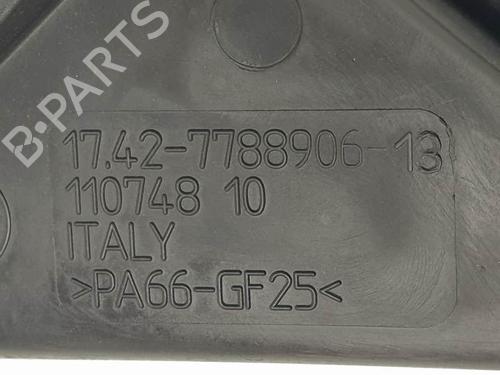 B-PARTS
17.42-7788906-13
110748 10
ITALY
>PA66-GF25<